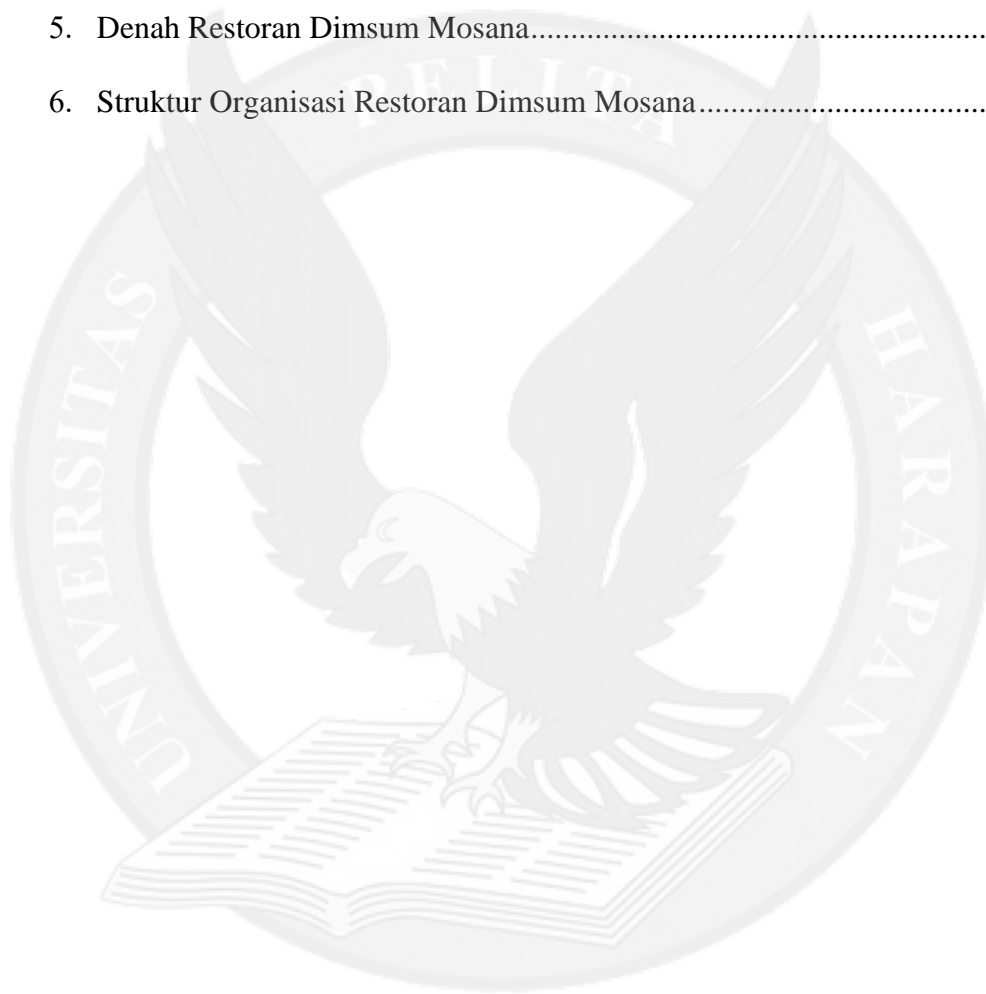 5. Denah Restoran Dimsum Mosana.........................................................
6. Struktur Organisasi Restoran Dimsum Mosana....................................
UNIVERSITAS PELITA HARAPAN